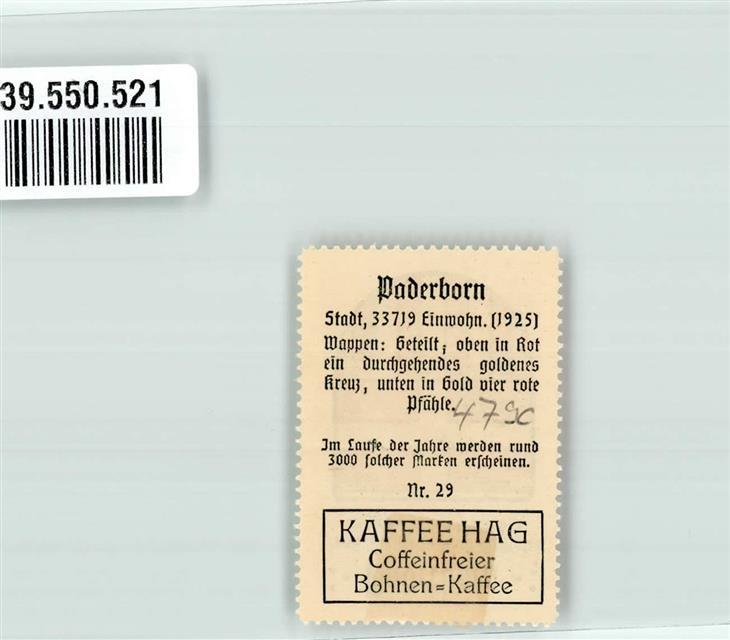 39.550.521
Paderborn
Stadt, 33719 Einwohn. (1925)
Wappen: Geteilt; oben in Rot
ein durchgehendes goldenes
Kreuz, unten in Gold vier rote
Pfähle.
Im Laufe der Jahre werden rund
3000 solcher Marken erscheinen.
Nr. 29
KAFFEE HAG
Coffeinfreier
Bohnen=Kaffee